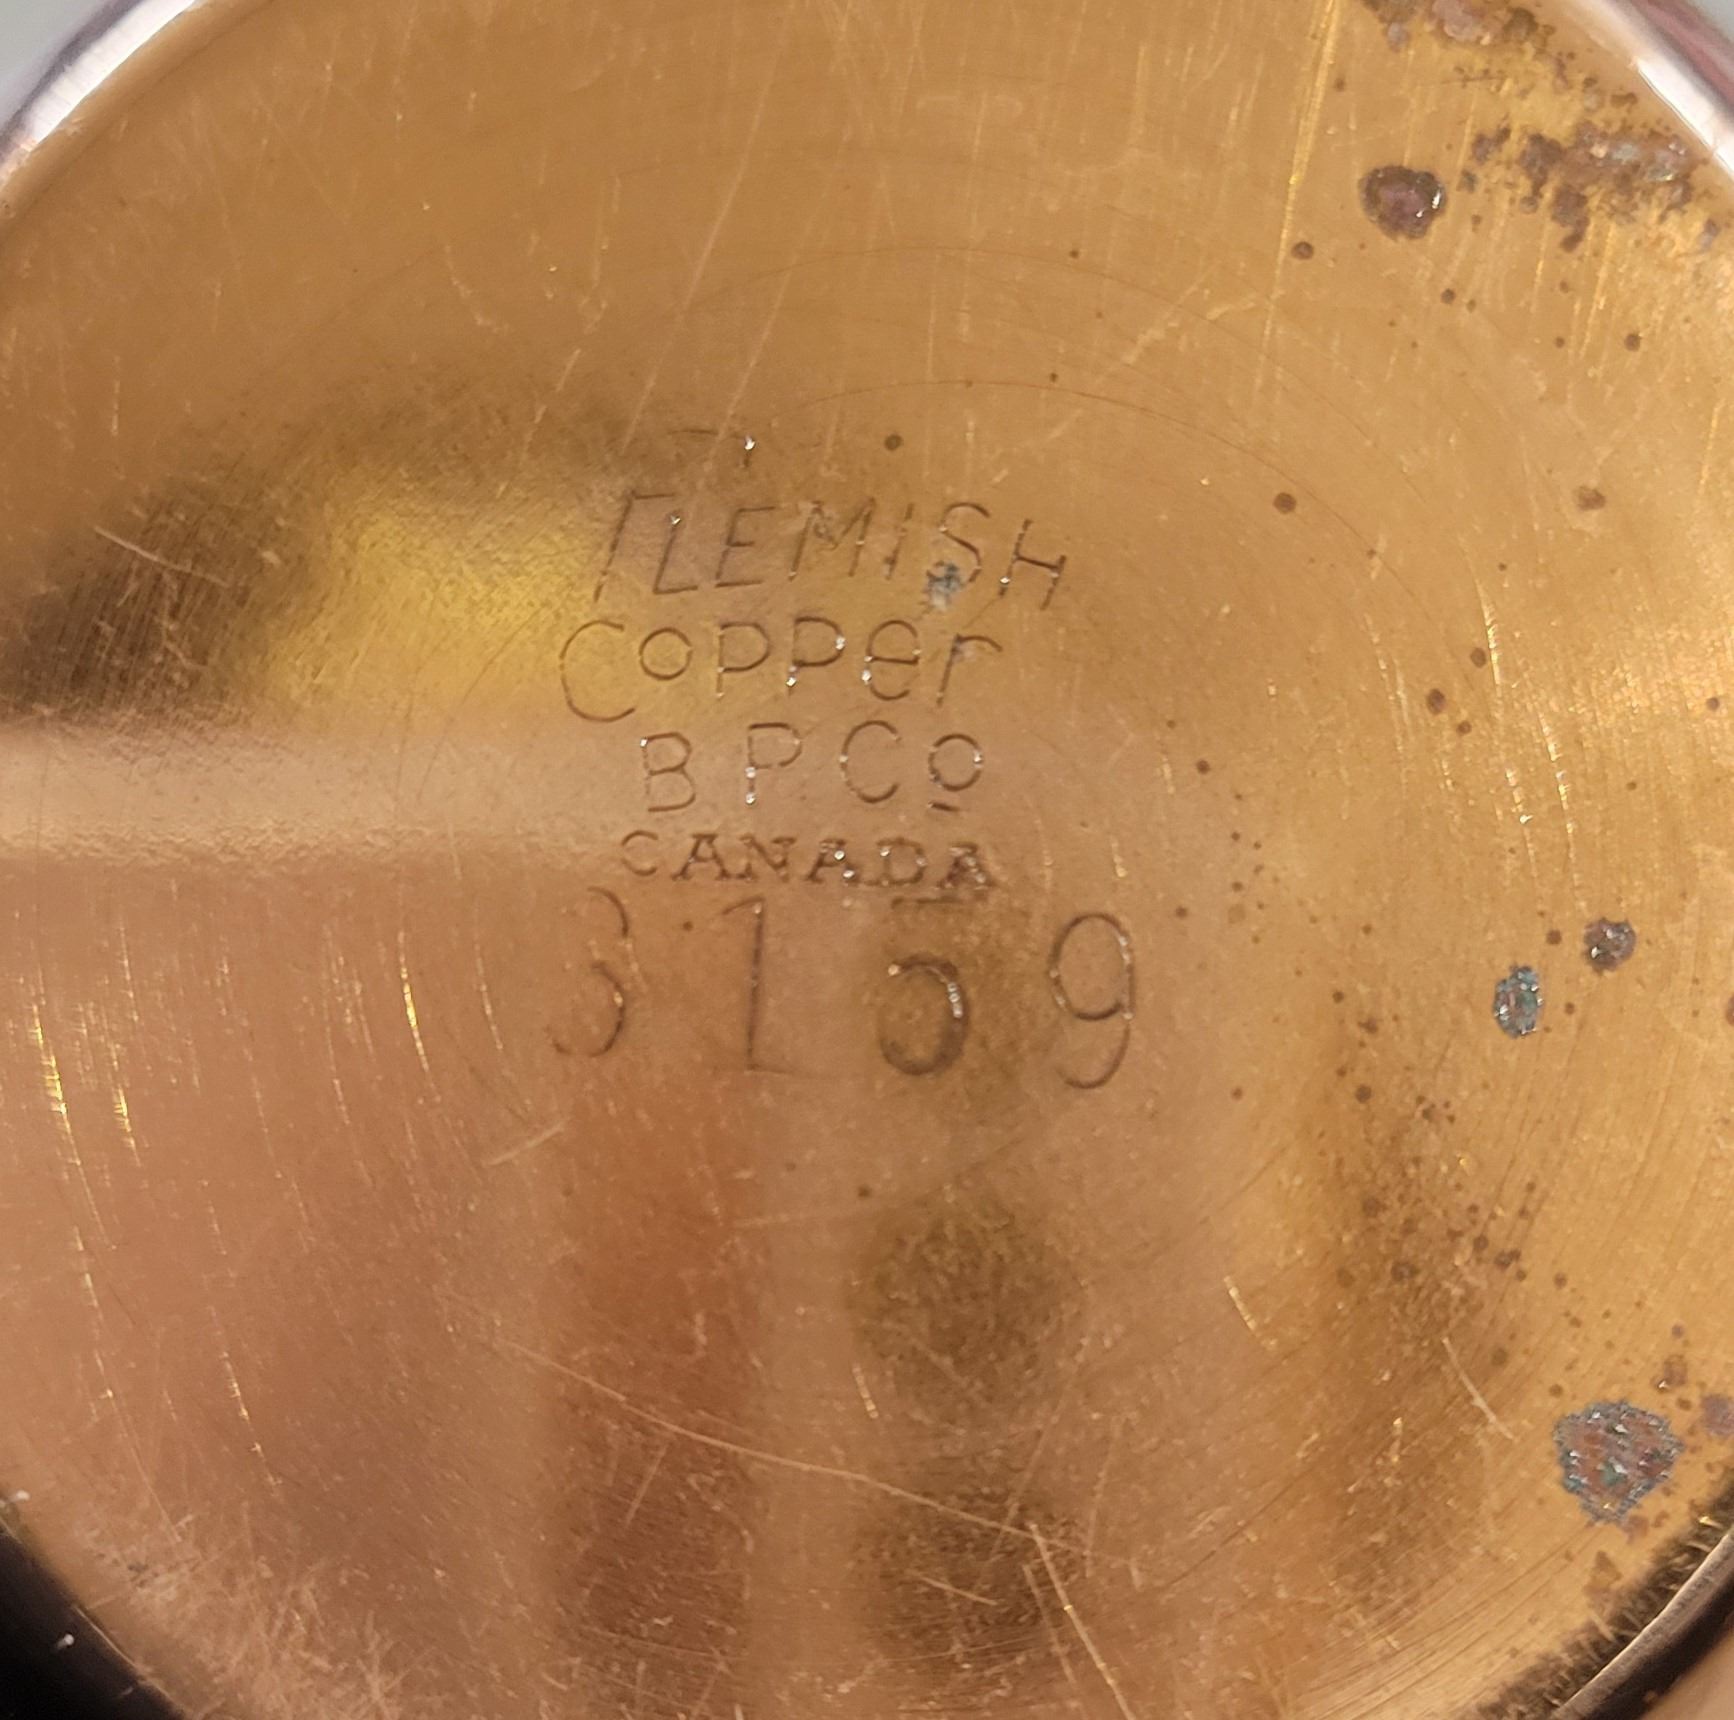 FLEMISH
Copper
B P Co
CANADA
3159